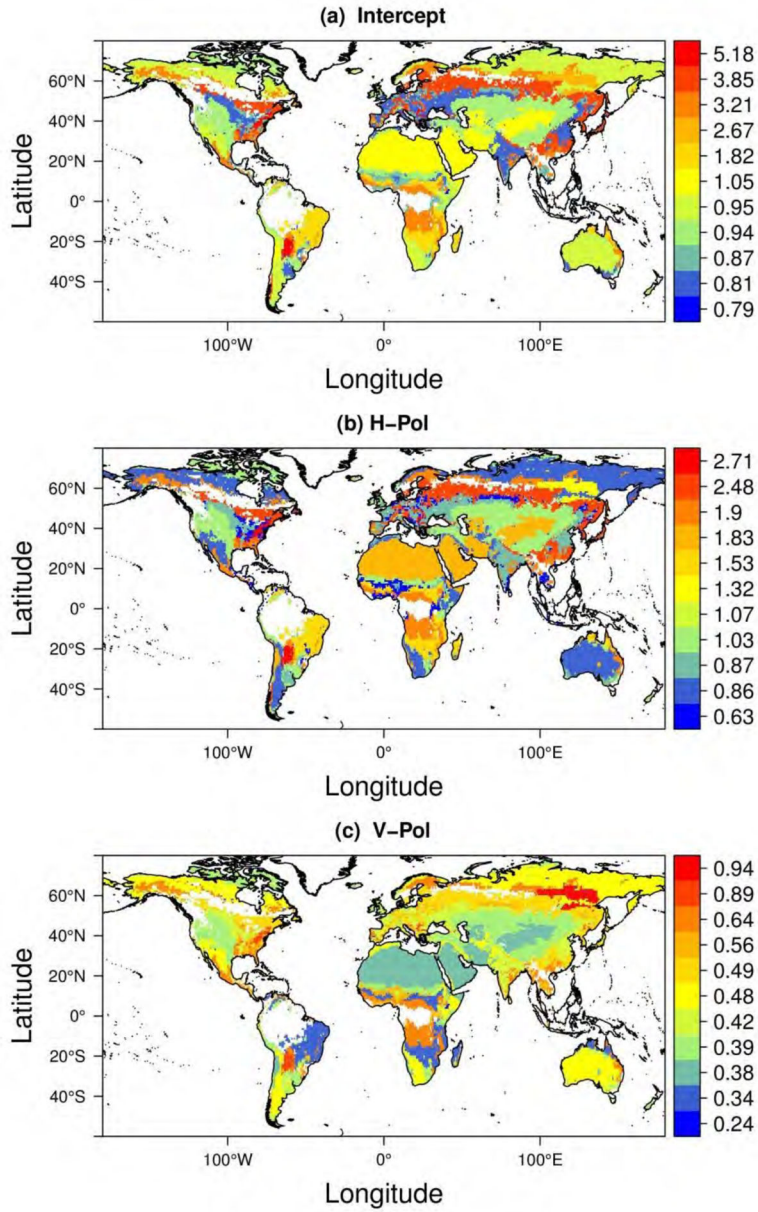 (a) Intercept
Latitude
60°N
40°N
20°N
0°
20°S
40°S
100°W 0° 100°E
Longitude
5.18
3.85
3.21
2.67
1.82
1.05
0.95
0.94
0.87
0.81
0.79
(b) H–Pol
Latitude
60°N
40°N
20°N
0°
20°S
40°S
100°W 0° 100°E
Longitude
2.71
2.48
1.9
1.83
1.53
1.32
1.07
1.03
0.87
0.86
0.63
(c) V–Pol
Latitude
60°N
40°N
20°N
0°
20°S
40°S
100°W 0° 100°E
Longitude
0.94
0.89
0.64
0.56
0.49
0.48
0.42
0.39
0.38
0.34
0.24